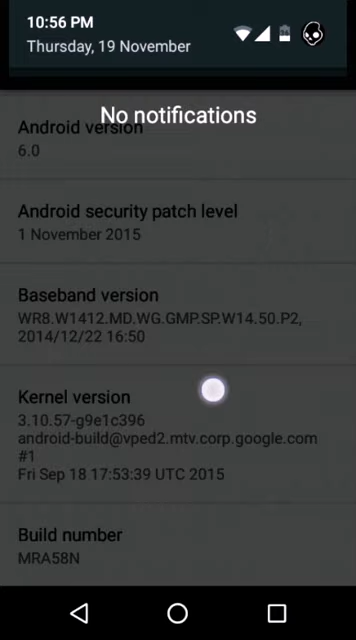 10:56 PM
Thursday, 19 November
No notifications
Android version
6.0
Android security patch level
1 November 2015
Baseband version
WR8.W1412.MD.WG.GMP.SP.W14.50.P2,
2014/12/22 16:50
Kernel version
3.10.57-g9e1c396
android-build@vped2.mtv.corp.google.com
#1
Fri Sep 18 17:53:39 UTC 2015
Build number
MRA58N